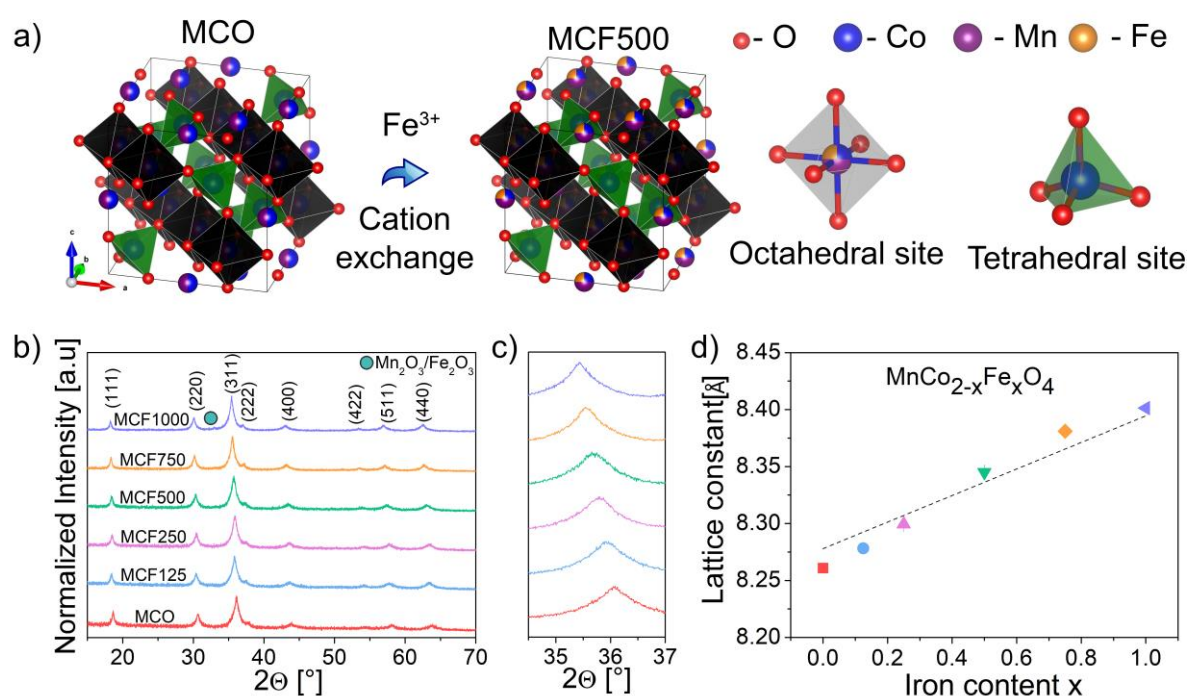 a)
MCO
MCF500
- O
- Co
- Mn
- Fe
Fe³⁺
Cation
exchange
c
b
a
Octahedral site
Tetrahedral site
b)
Normalized Intensity [a.u]
Mn₂O₃/Fe₂O₃
(111)
(220)
(311)
(222)
(400)
(422)
(511)
(440)
MCF1000
MCF750
MCF500
MCF250
MCF125
MCO
20 30 40 50 60 70
2Θ [°]
c)
34.5 36.0 37
2Θ [°]
d)
MnCo₂₋ₓFeₓO₄
Lattice constant[Å]
8.45
8.40
8.35
8.30
8.25
8.20
0.0 0.2 0.4 0.6 0.8 1.0
Iron content x